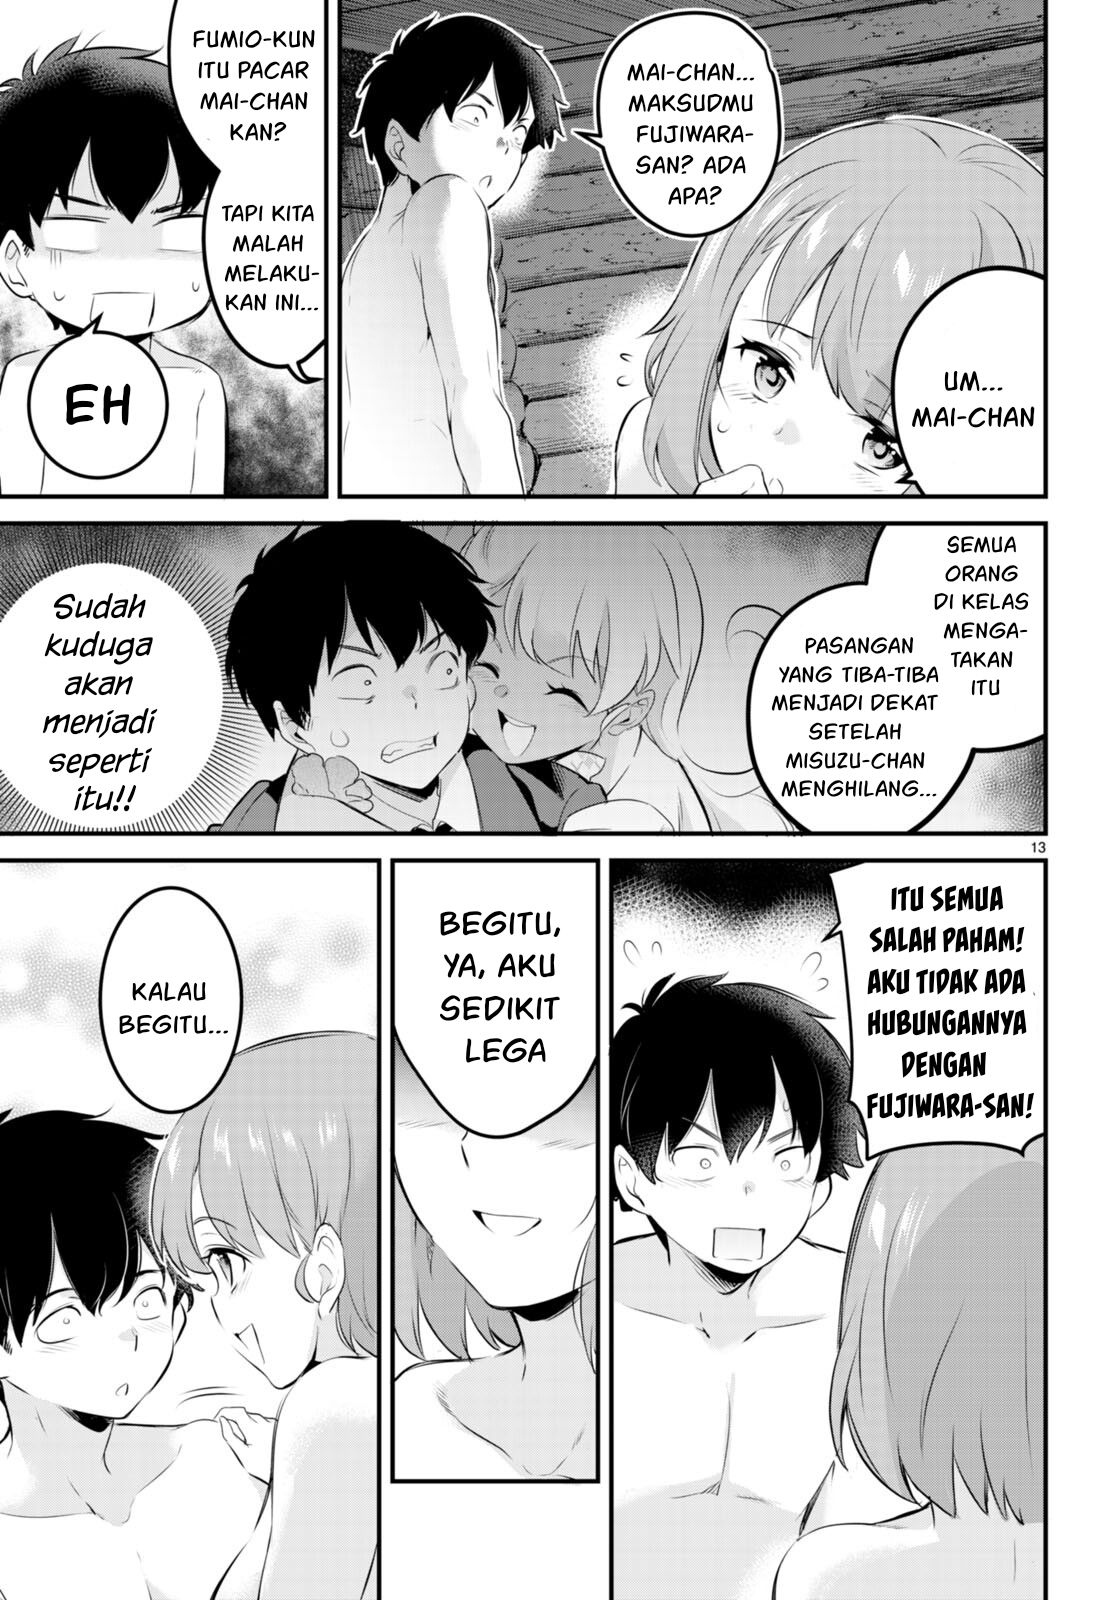 UM...
MAI-CHAN
MAI-CHAN...
MAKSUDMU
FUJIWARA-
SAN? ADA
APA?
FUMIO-KUN
ITU PACAR
MAI-CHAN
KAN?
TAPI KITA
MALAH
MELAKU-
KAN INI...
EH
SEMUA
ORANG
DI KELAS
MENGA-
TAKAN
ITU
PASANGAN
YANG TIBA-TIBA
MENJADI DEKAT
SETELAH
MISUZU-CHAN
MENGHILANG...
Sudah
kuduga
akan
menjadi
seperti
itu!!
13
ITU SEMUA
SALAH PAHAM!
AKU TIDAK ADA
HUBUNGANNYA
DENGAN
FUJIWARA-SAN!
BEGITU,
YA, AKU
SEDIKIT
LEGA
KALAU
BEGITU...